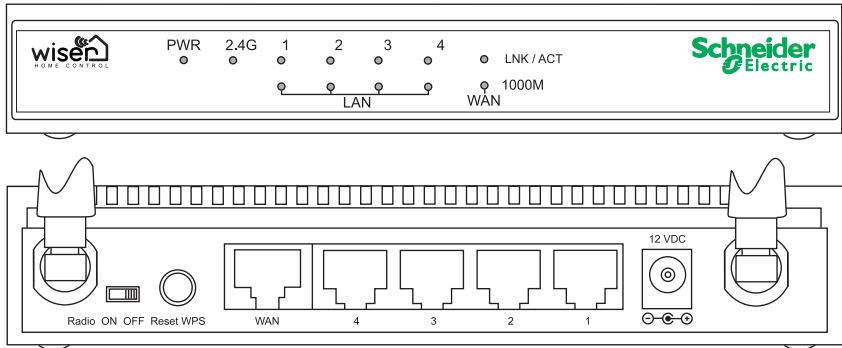 wiser PWR 2.4G 1 2 3 4 LNK / ACT Schneider
HOME CONTROL Electric
1000M
LAN WAN
12 VDC
Radio ON OFF Reset WPS WAN 4 3 2 1